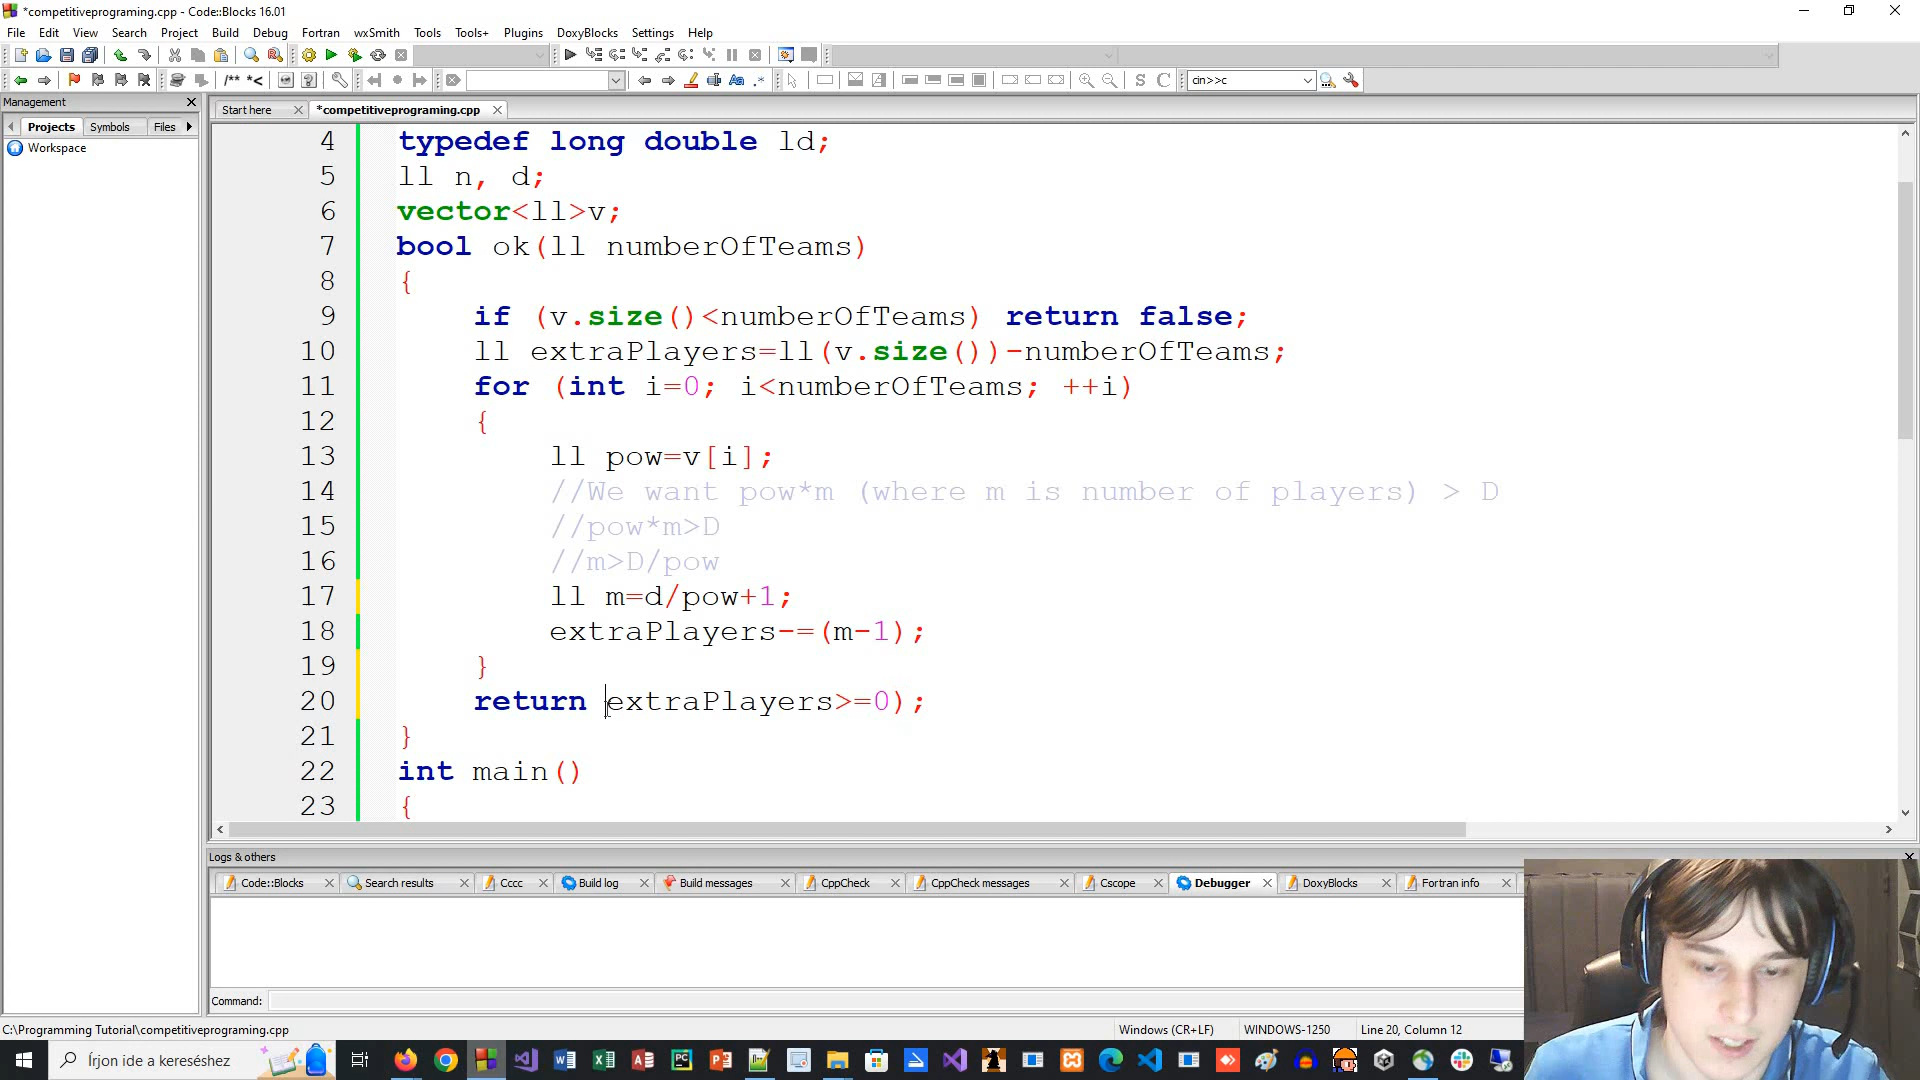 *competitiveprograming.cpp - Code::Blocks 16.01
File Edit View Search Project Build Debug Fortran wxSmith Tools Tools+ Plugins DoxyBlocks Settings Help
/** *<
cin>>c
Management
Start here *competitiveprograming.cpp
Projects Symbols Files
Workspace
4 typedef long double ld;
5 ll n, d;
6 vector<ll>v;
7 bool ok(ll numberOfTeams)
8 {
9 if (v.size()<numberOfTeams) return false;
10 ll extraPlayers=ll(v.size())-numberOfTeams;
11 for (int i=0; i<numberOfTeams; ++i)
12 {
13 ll pow=v[i];
14 //We want pow*m (where m is number of players) > D
15 //pow*m>D
16 //m>D/pow
17 ll m=d/pow+1;
18 extraPlayers-=(m-1);
19 }
20 return extraPlayers>=0);
21 }
22 int main()
23 {
Logs & others
Code::Blocks Search results Cccc Build log Build messages CppCheck CppCheck messages Cscope Debugger DoxyBlocks Fortran info
Command:
C:\Programming Tutorial\competitiveprograming.cpp Windows (CR+LF) WINDOWS-1250 Line 20, Column 12
Írjon ide a kereséshez